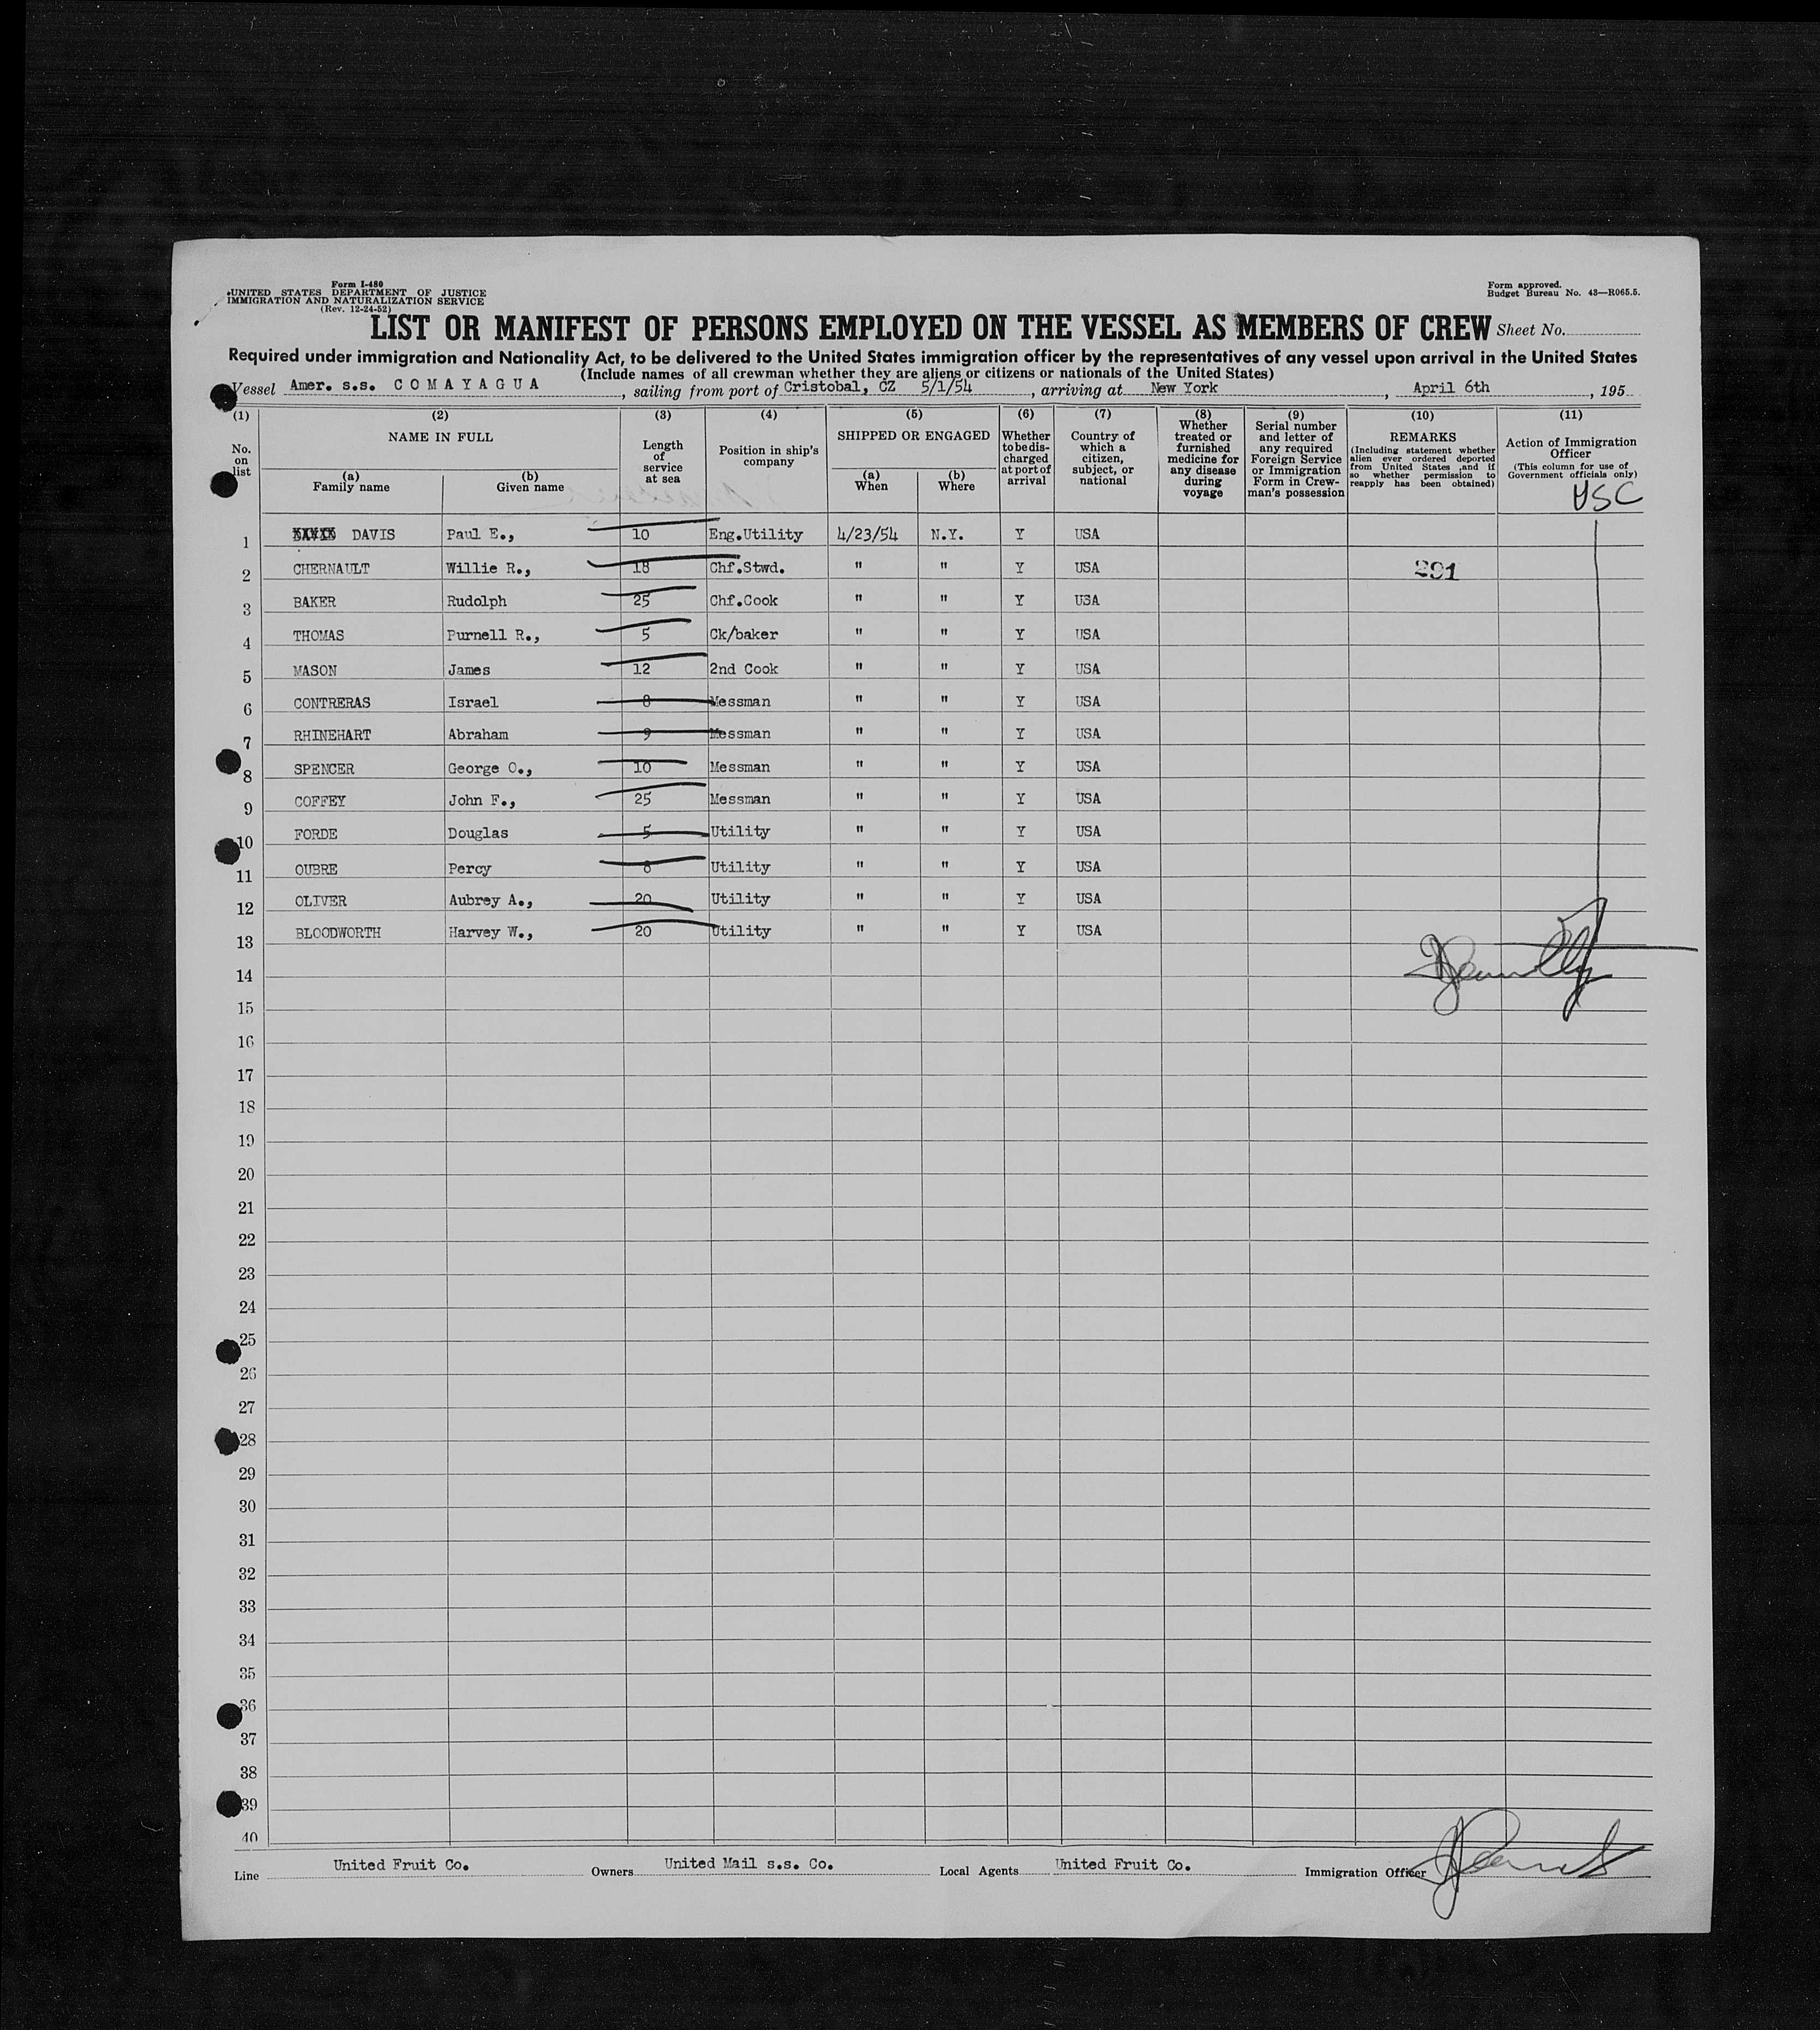 Form I-480
UNITED STATES DEPARTMENT OF JUSTICE
IMMIGRATION AND NATURALIZATION SERVICE
(Rev. 12-24-52)
Form approved.
Budget Bureau No. 43—R065.5.
LIST OR MANIFEST OF PERSONS EMPLOYED ON THE VESSEL AS MEMBERS OF CREW Sheet No.
Required under immigration and Nationality Act, to be delivered to the United States immigration officer by the representatives of any vessel upon arrival in the United States
(Include names of all crewman whether they are aliens or citizens or nationals of the United States)
Vessel Amer. s.s. COMAYAGUA, sailing from port of Cristobal, CZ 5/1/54, arriving at New York, April 6th, 195
(1) (2) (3) (4) (5) (6) (7) (8) (9) (10) (11)
No. on list
NAME IN FULL
(a) Family name
(b) Given name
Length of service at sea
Position in ship's company
SHIPPED OR ENGAGED
(a) When
(b) Where
Whether to be discharged at port of arrival
Country of which a citizen, subject, or national
Whether treated or furnished medicine for any disease during voyage
Serial number and letter of any required Foreign Service or Immigration Form in Crewman's possession
REMARKS
(Including statement whether alien ever ordered deported from United States ,and if so whether permission to reapply has been obtained)
Action of Immigration Officer
(This column for use of Government officials only)
USC
1 DAVIS Paul E., 10 Eng.Utility 4/23/54 N.Y. Y USA
2 CHERNAULT Willie R., 18 Chf.Stwd. " " Y USA 291
3 BAKER Rudolph 25 Chf.Cook " " Y USA
4 THOMAS Purnell R., 5 Ck/baker " " Y USA
5 MASON James 12 2nd Cook " " Y USA
6 CONTRERAS Israel 8 Messman " " Y USA
7 RHINEHART Abraham 9 Messman " " Y USA
8 SPENCER George O., 10 Messman " " Y USA
9 COFFEY John F., 25 Messman " " Y USA
10 FORDE Douglas 5 Utility " " Y USA
11 OUBRE Percy 8 Utility " " Y USA
12 OLIVER Aubrey A., 20 Utility " " Y USA
13 BLOODWORTH Harvey W., 20 Utility " " Y USA
14
15
16
17
18
19
20
21
22
23
24
25
26
27
28
29
30
31
32
33
34
35
36
37
38
39
40
Line United Fruit Co. Owners United Mail s.s. Co. Local Agents United Fruit Co. Immigration Officer